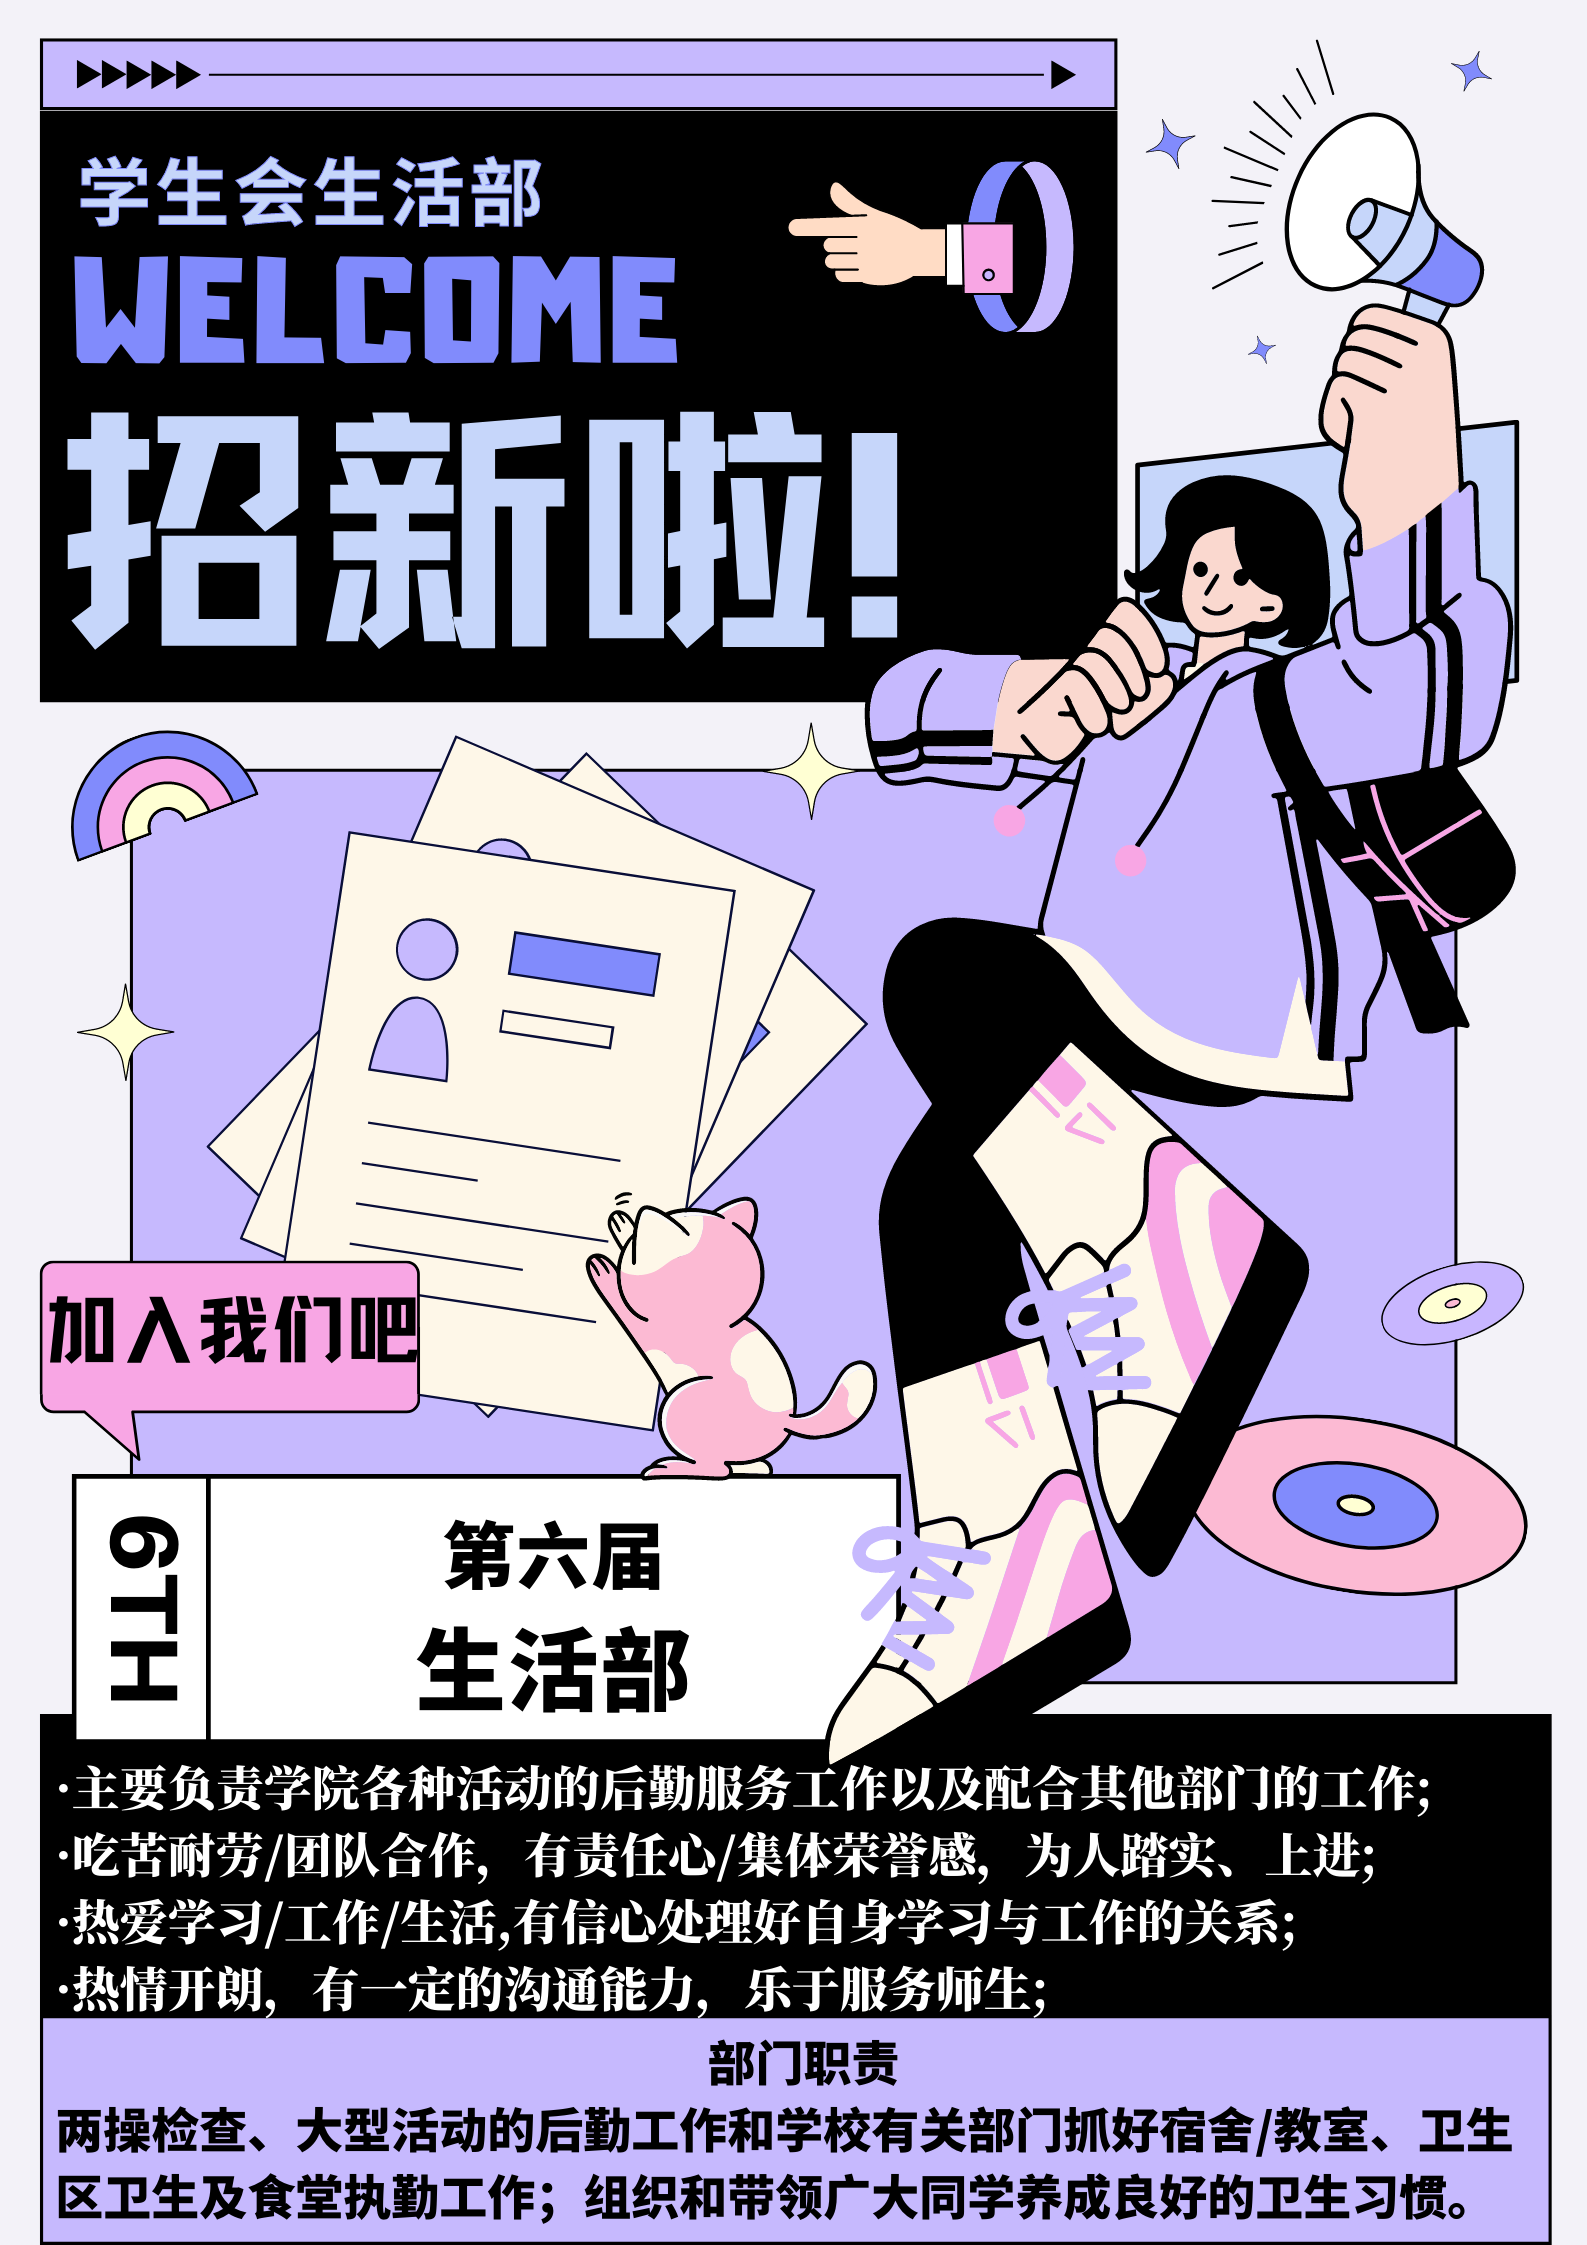 学生会生活部
WELCOME
招新啦!
加入我们吧
6TH
第六届
生活部
·主要负责学院各种活动的后勤服务工作以及配合其他部门的工作;
·吃苦耐劳/团队合作，有责任心/集体荣誉感，为人踏实、上进;
·热爱学习/工作/生活,有信心处理好自身学习与工作的关系;
·热情开朗，有一定的沟通能力，乐于服务师生;
部门职责
两操检查、大型活动的后勤工作和学校有关部门抓好宿舍/教室、卫生
区卫生及食堂执勤工作；组织和带领广大同学养成良好的卫生习惯。